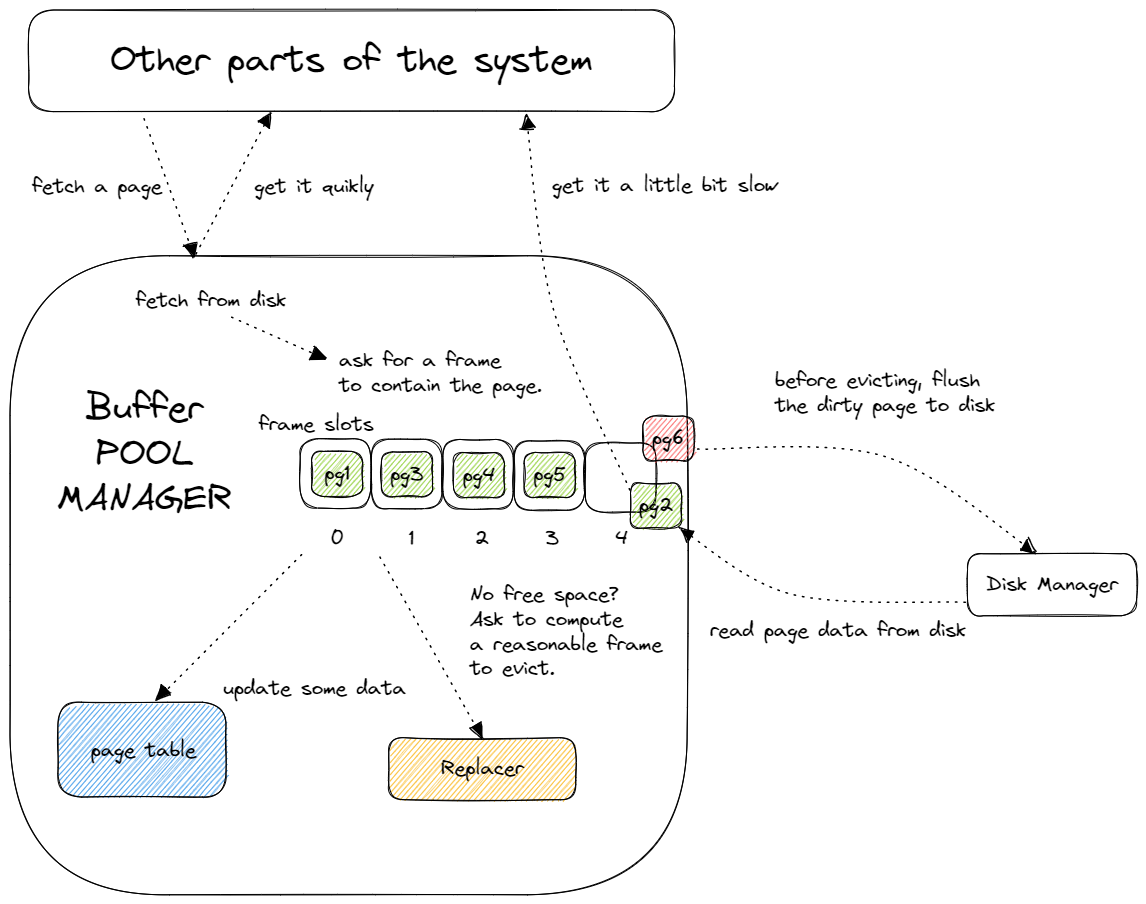 Other parts of the system
fetch a page
get it quikly
get it a little bit slow
fetch from disk
ask for a frame
to contain the page.
Buffer
POOL
MANAGER
frame slots
pg1
pg3
pg4
pg5
pg6
pg2
0
1
2
3
4
before evicting, flush
the dirty page to disk
Disk Manager
read page data from disk
No free space?
Ask to compute
a reasonable frame
to evict.
update some data
page table
Replacer